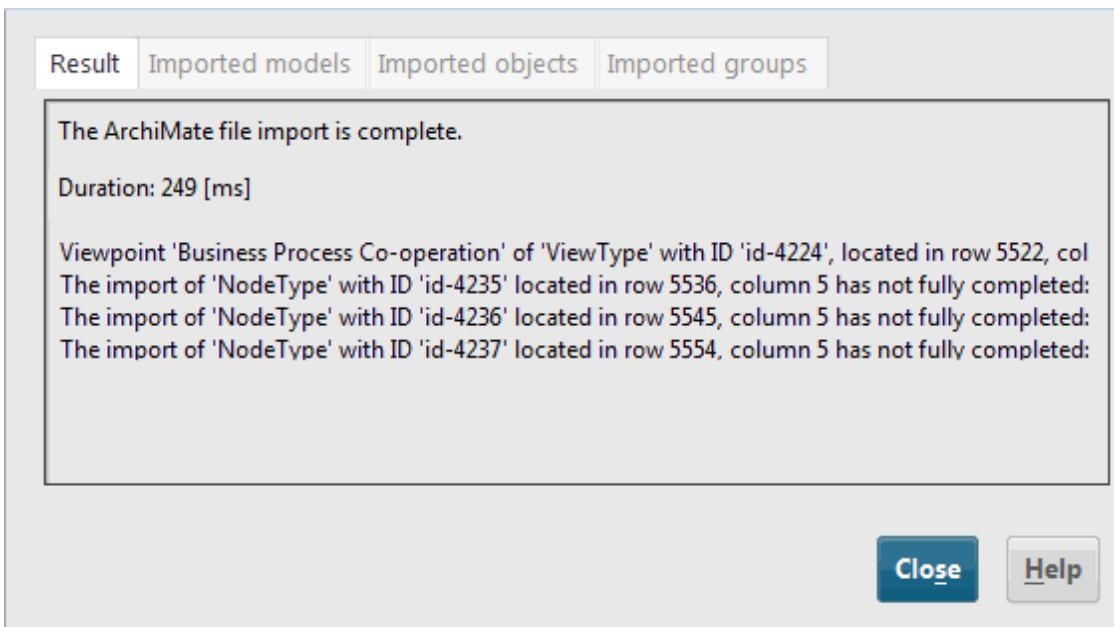 Result Imported models Imported objects Imported groups
The ArchiMate file import is complete.
Duration: 249 [ms]
Viewpoint 'Business Process Co-operation' of 'ViewType' with ID 'id-4224', located in row 5522, col
The import of 'NodeType' with ID 'id-4235' located in row 5536, column 5 has not fully completed:
The import of 'NodeType' with ID 'id-4236' located in row 5545, column 5 has not fully completed:
The import of 'NodeType' with ID 'id-4237' located in row 5554, column 5 has not fully completed:
Close Help